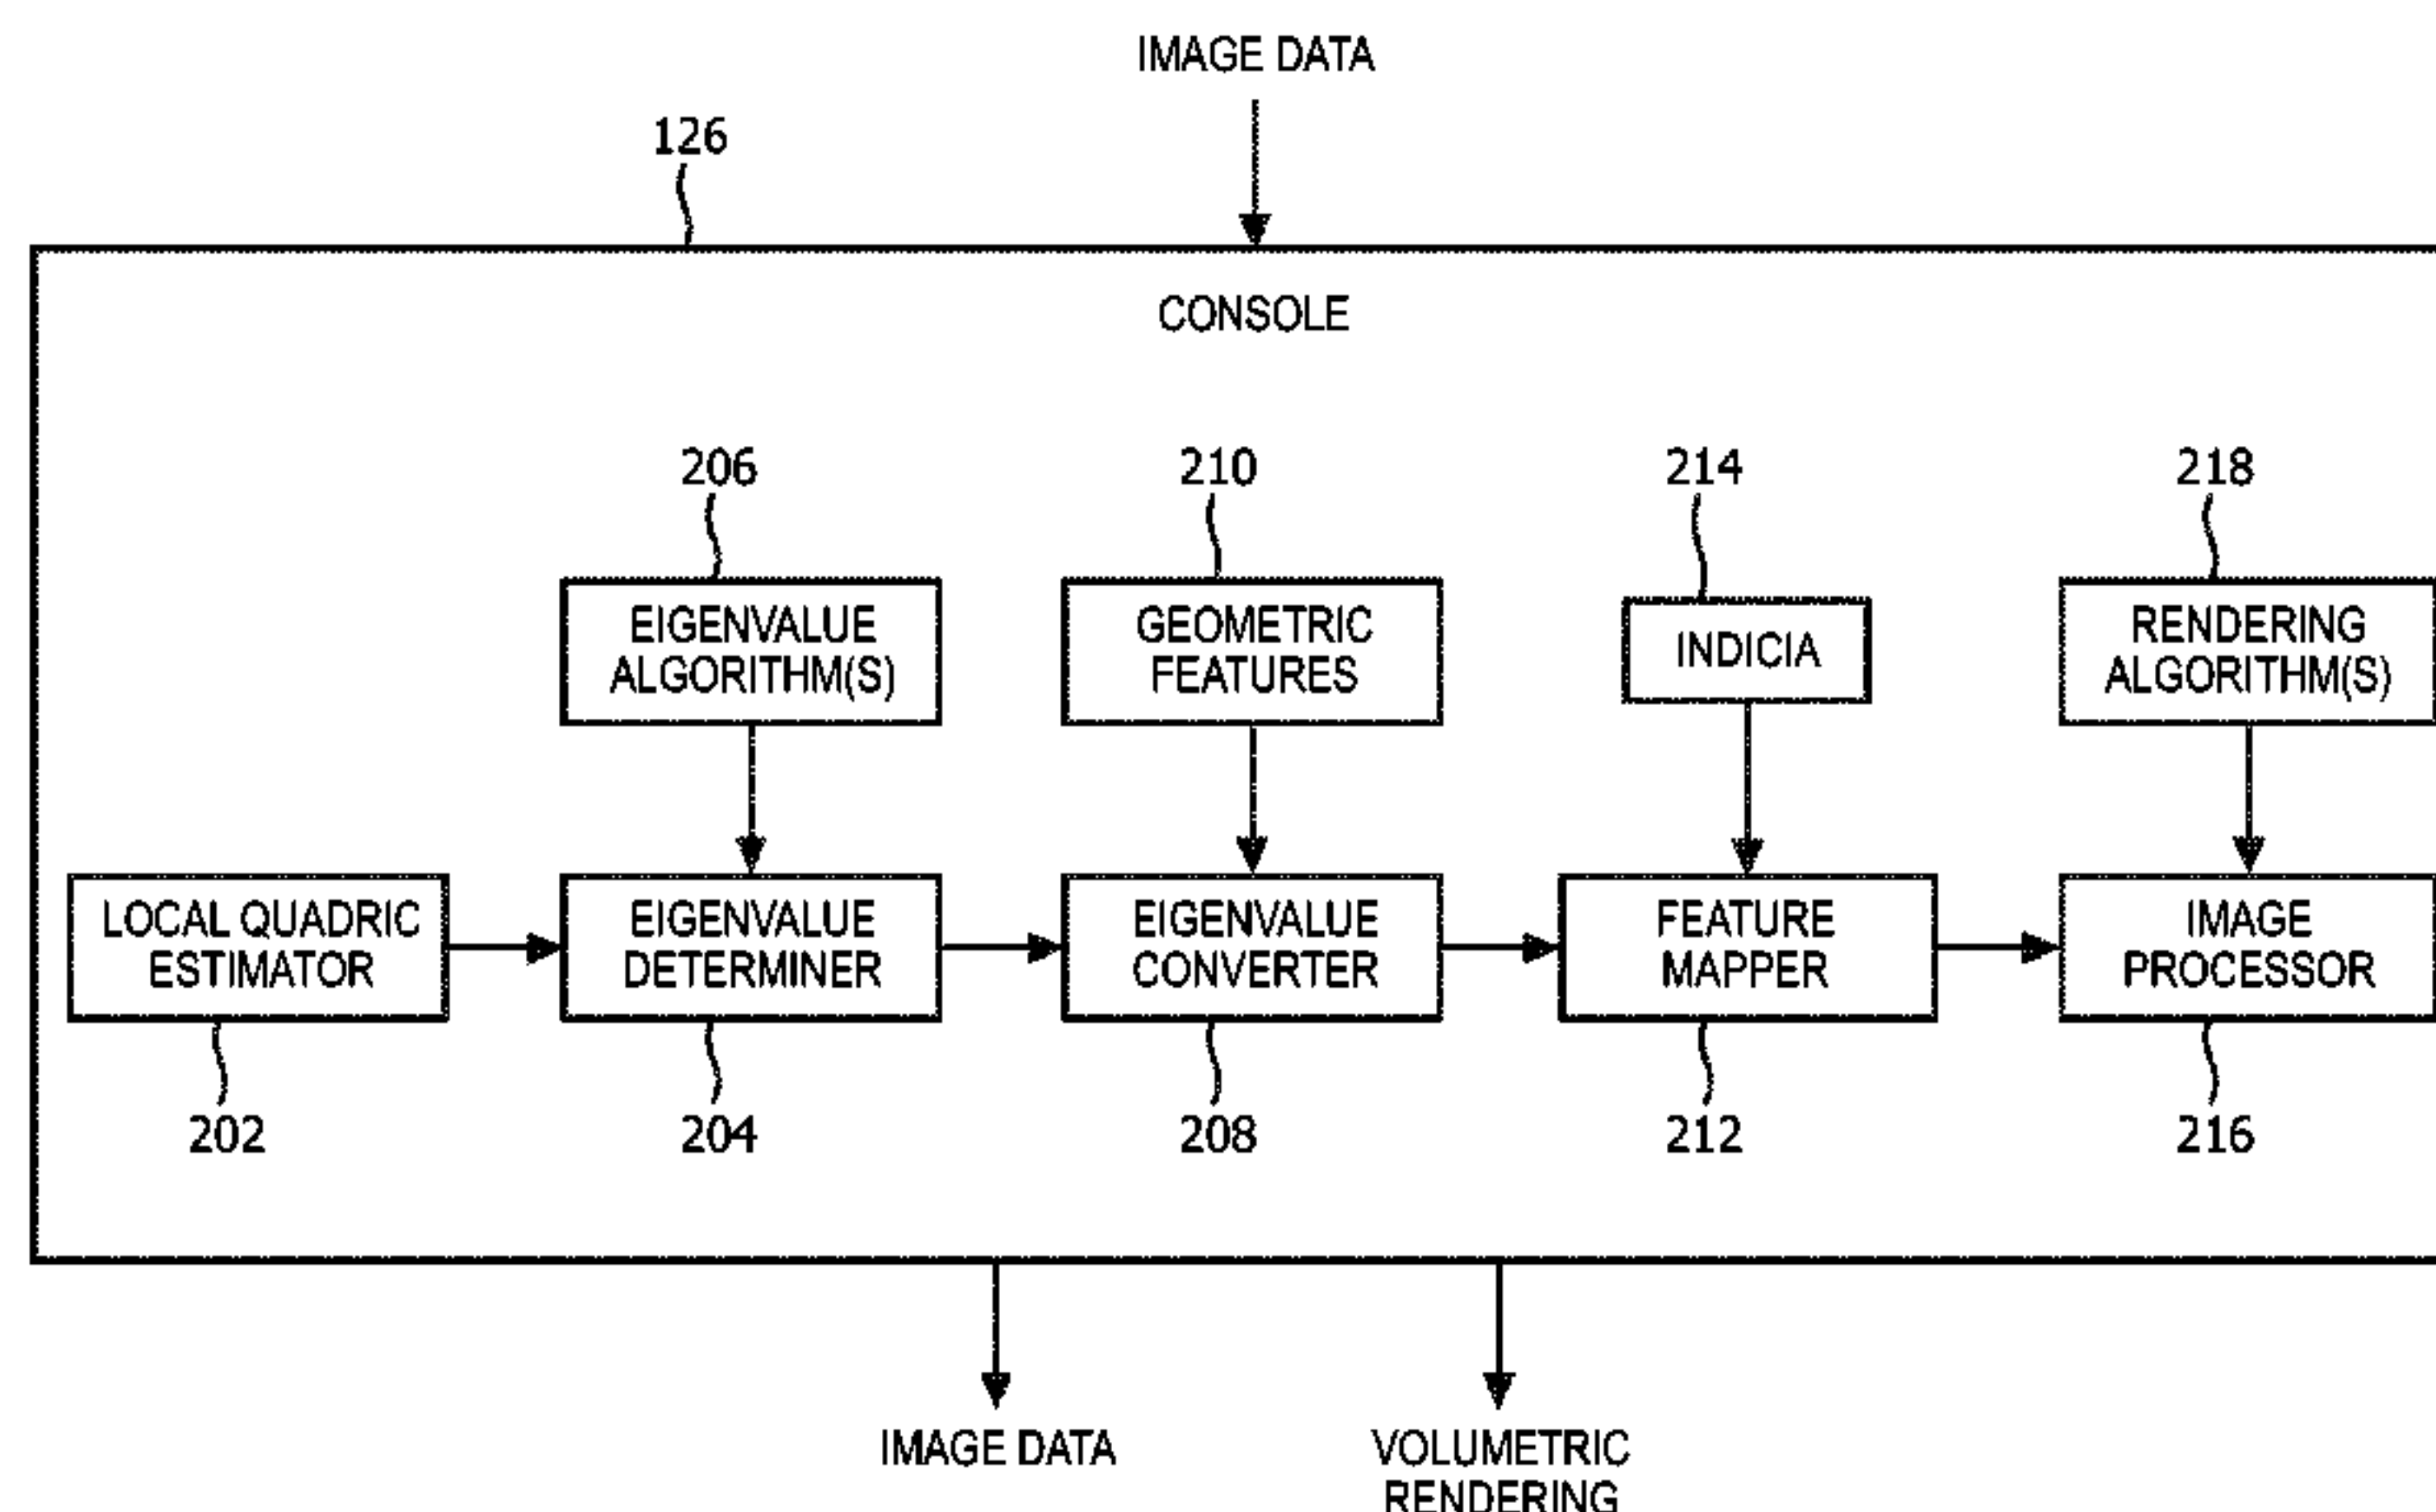 IMAGE DATA
126
CONSOLE
206
210
214
218
EIGENVALUE
ALGORITHM(S)
GEOMETRIC
FEATURES
INDICIA
RENDERING
ALGORITHM(S)
LOCAL QUADRIC
ESTIMATOR
EIGENVALUE
DETERMINER
EIGENVALUE
CONVERTER
FEATURE
MAPPER
IMAGE
PROCESSOR
202
204
208
212
216
IMAGE DATA
VOLUMETRIC
RENDERING